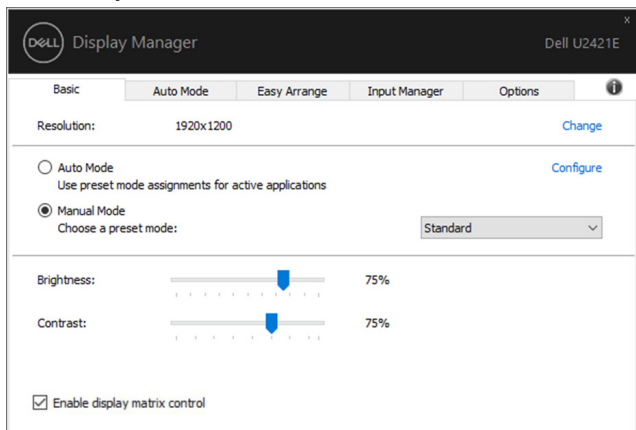 x
DELL Display Manager Dell U2421E
Basic Auto Mode Easy Arrange Input Manager Options i
Resolution: 1920x1200 Change
Auto Mode Configure
Use preset mode assignments for active applications
Manual Mode
Choose a preset mode: Standard
Brightness: 75%
Contrast: 75%
Enable display matrix control